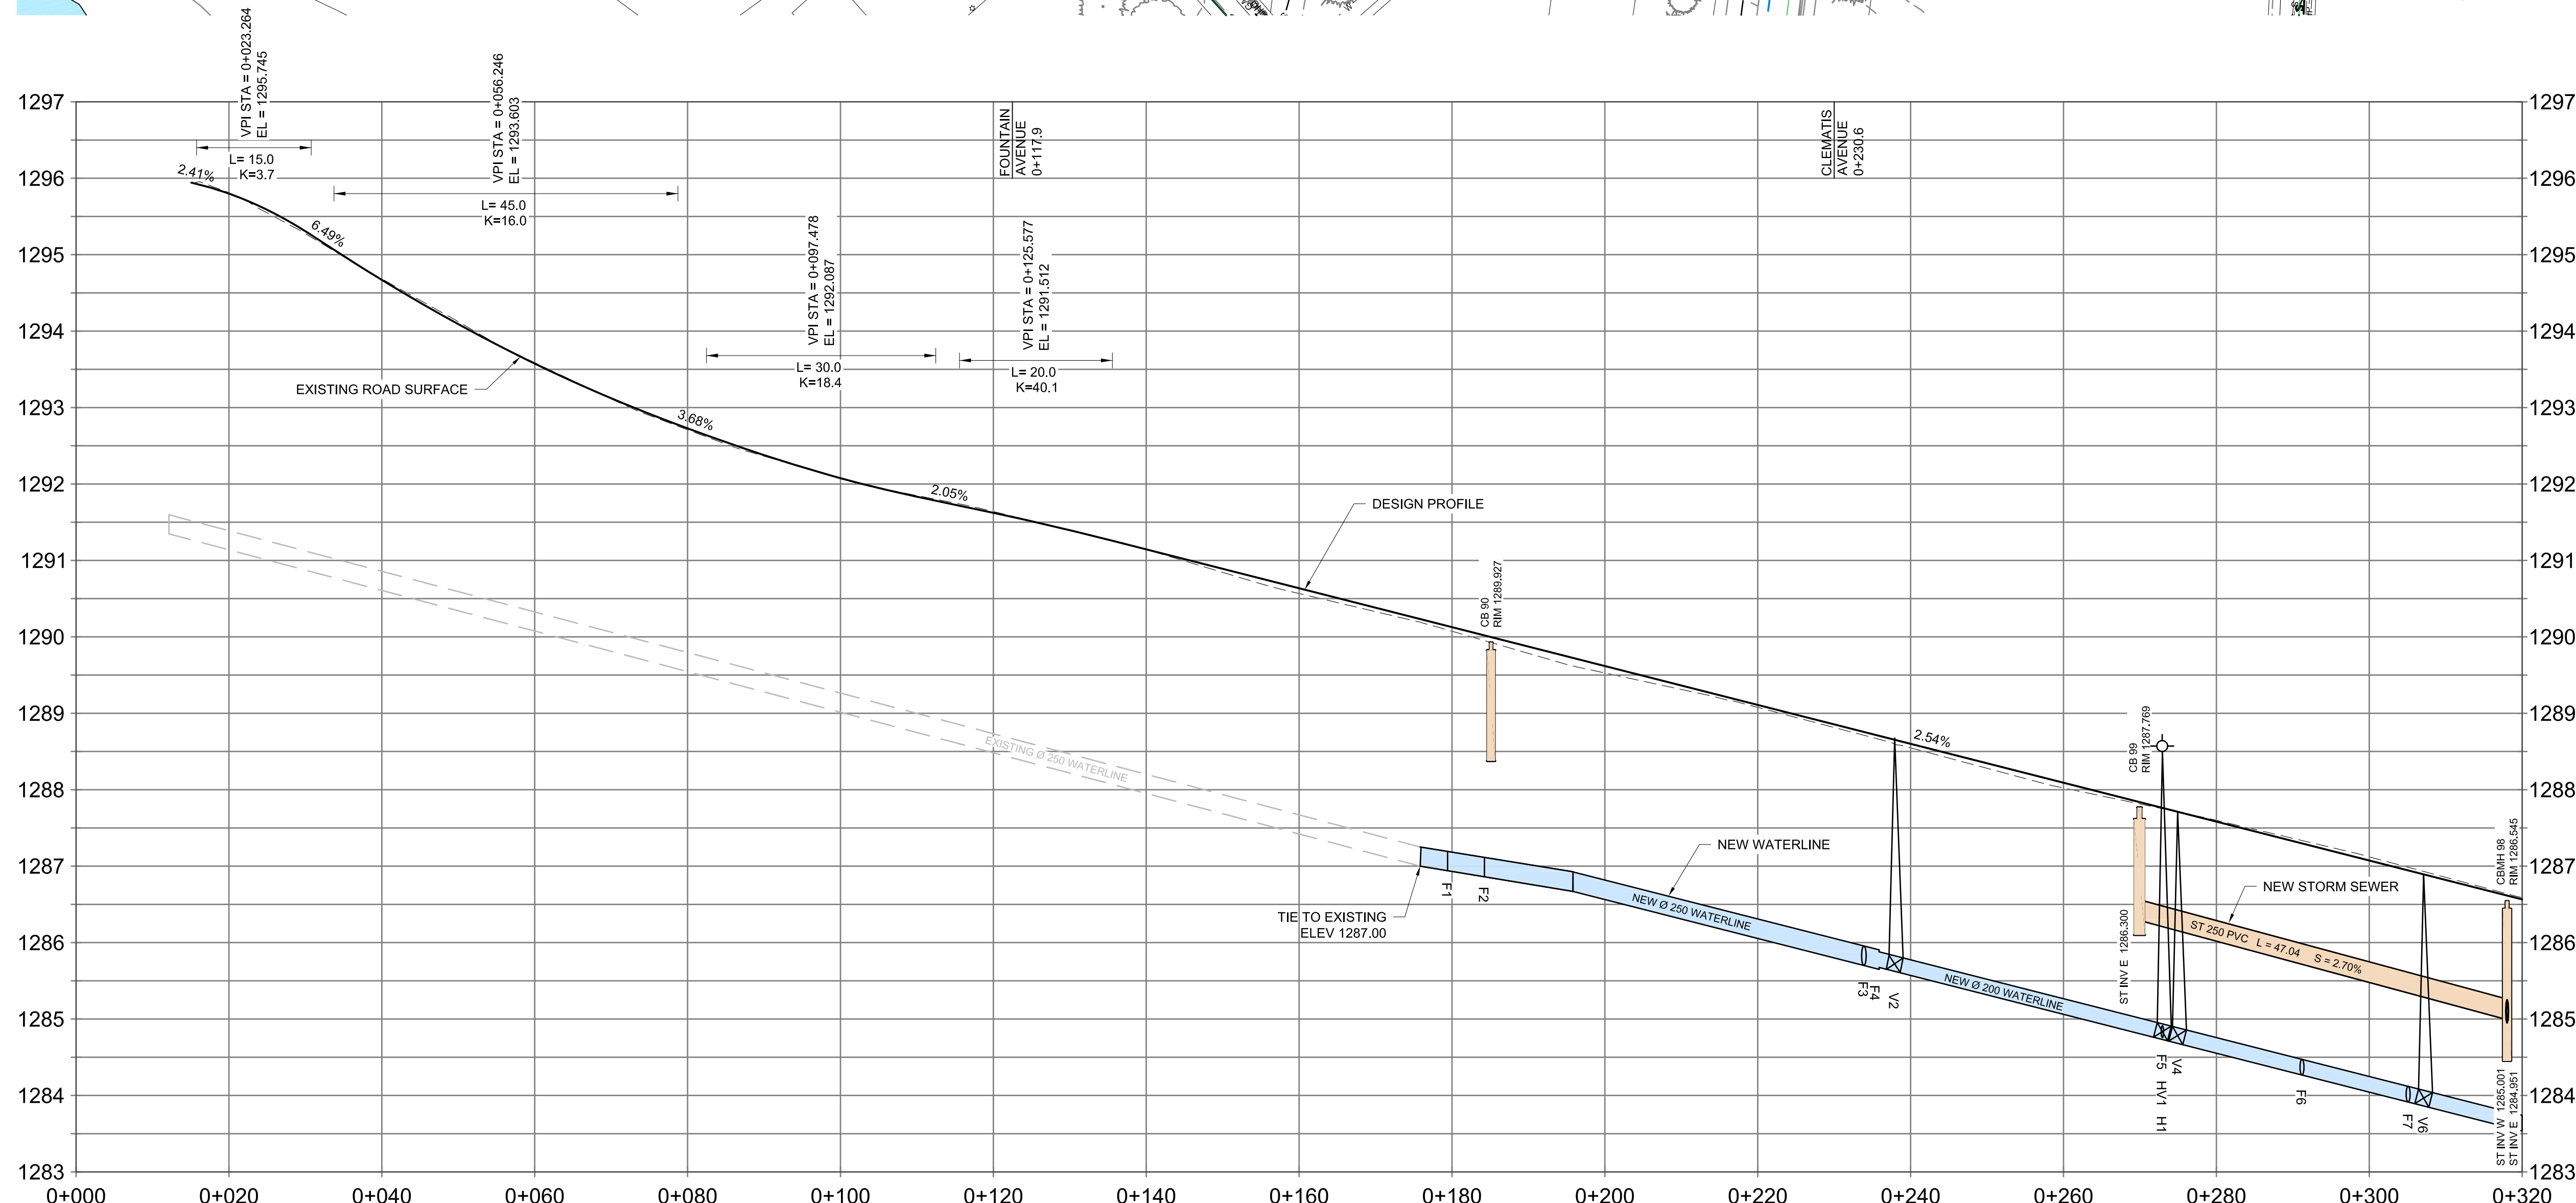 VPI STA = 0+023.264
EL = 1295.745
L= 15.0
K=3.7
VPI STA = 0+056.246
EL = 1293.603
L= 45.0
K=16.0
VPI STA = 0+097.478
EL = 1292.087
L= 30.0
K=18.4
VPI STA = 0+125.577
EL = 1291.512
L= 20.0
K=40.1
FOUNTAIN
AVENUE
0+117.9
CLEMATIS
AVENUE
0+230.6
2.41%
6.49%
3.68%
2.05%
2.54%
EXISTING ROAD SURFACE
DESIGN PROFILE
EXISTING Ø 250 WATERLINE
CB 90
RIM 1289.927
TIE TO EXISTING
ELEV 1287.00
NEW WATERLINE
NEW Ø 250 WATERLINE
NEW Ø 200 WATERLINE
CB 99
RIM 1287.769
ST INV E 1286.300
NEW STORM SEWER
ST 250 PVC L = 47.04 S = 2.70%
CBMH 98
RIM 1286.545
ST INV W 1285.001
ST INV E 1284.951
F1
F2
F3
F4
V2
F5 HV1 H1
V4
F6
F7
V6
1297
1296
1295
1294
1293
1292
1291
1290
1289
1288
1287
1286
1285
1284
1283
1297
1296
1295
1294
1293
1292
1291
1290
1289
1288
1287
1286
1285
1284
1283
0+000 0+020 0+040 0+060 0+080 0+100 0+120 0+140 0+160 0+180 0+200 0+220 0+240 0+260 0+280 0+300 0+320